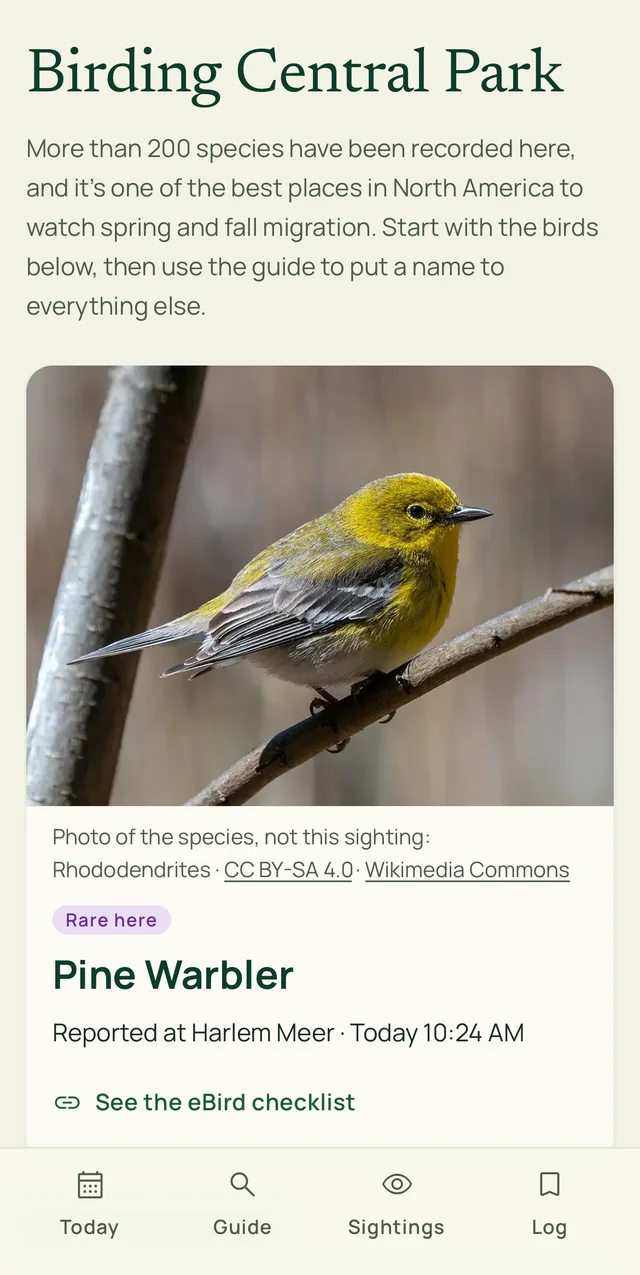 Birding Central Park
More than 200 species have been recorded here,
and it’s one of the best places in North America to
watch spring and fall migration. Start with the birds
below, then use the guide to put a name to
everything else.
Photo of the species, not this sighting:
Rhododendrites · CC BY-SA 4.0 · Wikimedia Commons
Rare here
Pine Warbler
Reported at Harlem Meer · Today 10:24 AM
See the eBird checklist
Today
Guide
Sightings
Log